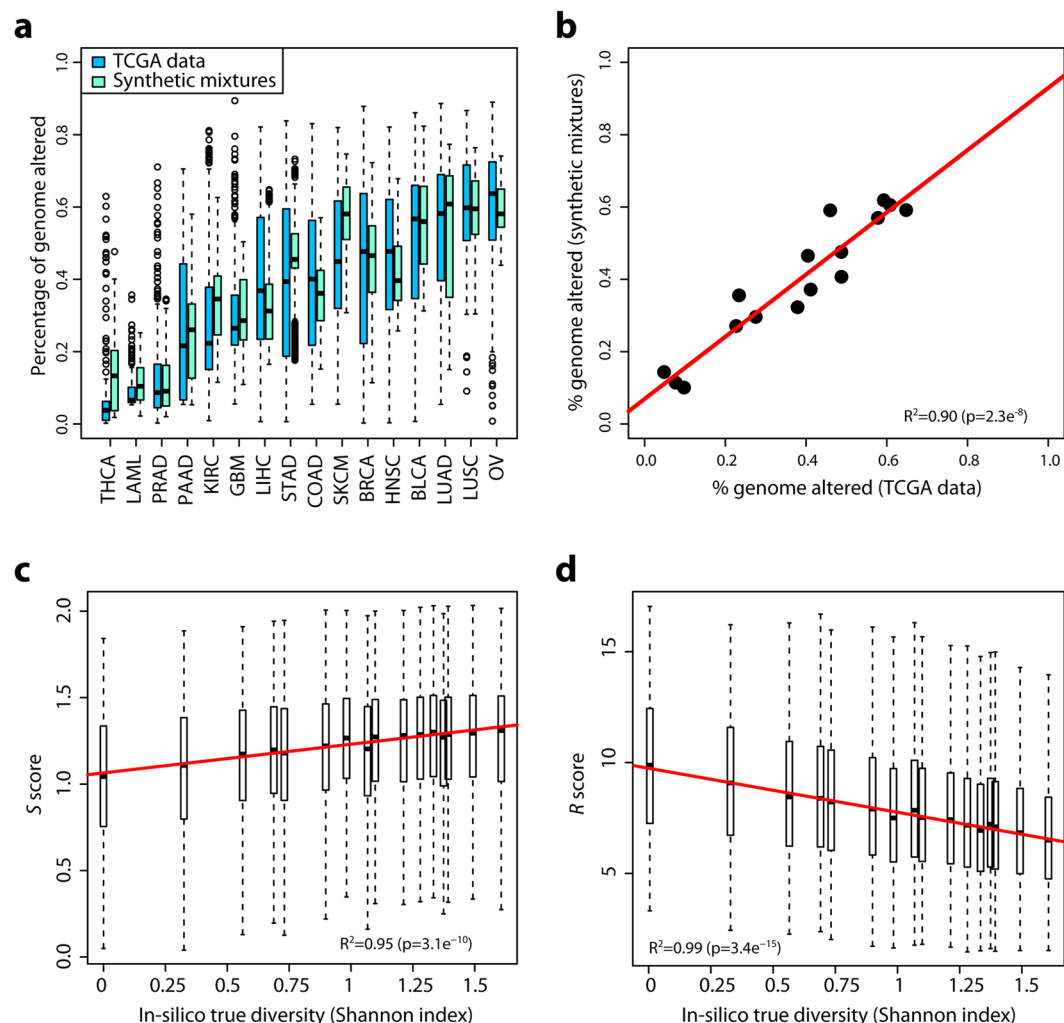 a
TCGA data
Synthetic mixtures
Percentage of genome altered
1.0
0.8
0.6
0.4
0.2
0.0
THCA
LAML
PRAD
PAAD
KIRC
GBM
LIHC
STAD
COAD
SKCM
BRCA
HNSC
BLCA
LUAD
LUSC
OV
b
% genome altered (synthetic mixtures)
1.0
0.8
0.6
0.4
0.2
0.0
R²=0.90 (p=2.3e⁻⁸)
0.0 0.2 0.4 0.6 0.8 1.0
% genome altered (TCGA data)
c
S score
2.0
1.5
1.0
0.5
0.0
R²=0.95 (p=3.1e⁻¹⁰)
0 0.25 0.5 0.75 1 1.25 1.5
In-silico true diversity (Shannon index)
d
R score
15
10
5
R²=0.99 (p=3.4e⁻¹⁵)
0 0.25 0.5 0.75 1 1.25 1.5
In-silico true diversity (Shannon index)